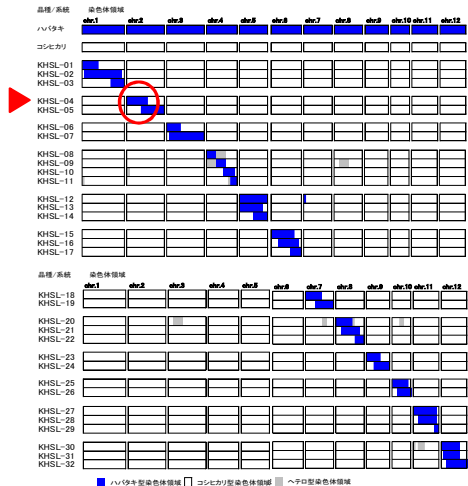 品種/系統 染色体領域
chr.1 chr.2 chr.3 chr.4 chr.5 chr.6 chr.7 chr.8 chr.9 chr.10 chr.11 chr.12
ハバタキ
コシヒカリ
KHSL-01
KHSL-02
KHSL-03
KHSL-04
KHSL-05
KHSL-06
KHSL-07
KHSL-08
KHSL-09
KHSL-10
KHSL-11
KHSL-12
KHSL-13
KHSL-14
KHSL-15
KHSL-16
KHSL-17
品種/系統 染色体領域
chr.1 chr.2 chr.3 chr.4 chr.5 chr.6 chr.7 chr.8 chr.9 chr.10 chr.11 chr.12
KHSL-18
KHSL-19
KHSL-20
KHSL-21
KHSL-22
KHSL-23
KHSL-24
KHSL-25
KHSL-26
KHSL-27
KHSL-28
KHSL-29
KHSL-30
KHSL-31
KHSL-32
ハバタキ型染色体領域 コシヒカリ型染色体領域 ヘテロ型染色体領域